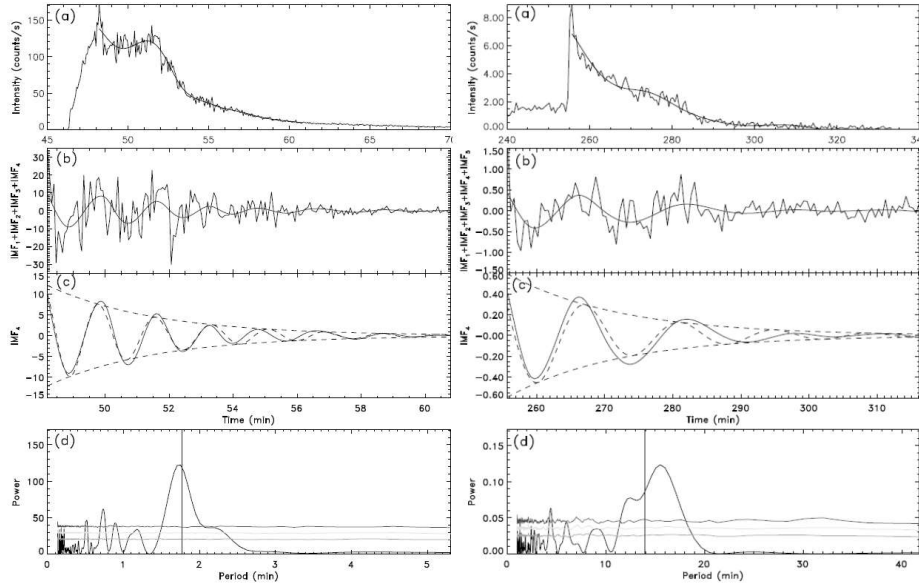 (a)
Intensity (counts/s)
150
100
50
0
45 50 55 60 65 70
(b)
IMF₁+IMF₂+IMF₃+IMF₄
30
20
10
0
-10
-20
-30
(c)
IMF₄
15
10
5
0
-5
-10
-15
50 52 54 56 58 60
Time (min)
(d)
Power
150
100
50
0
0 1 2 3 4 5
Period (min)
(a)
Intensity (counts/s)
8.00
6.00
4.00
2.00
0.00
240 260 280 300 320 340
(b)
IMF₁+IMF₂+IMF₃+IMF₄+IMF₅
1.50
1.00
0.50
0.00
-0.50
-1.00
-1.50
(c)
IMF₄
0.60
0.40
0.20
0.00
-0.20
-0.40
-0.60
260 270 280 290 300 310
Time (min)
(d)
Power
0.15
0.10
0.05
0.00
0 10 20 30 40
Period (min)